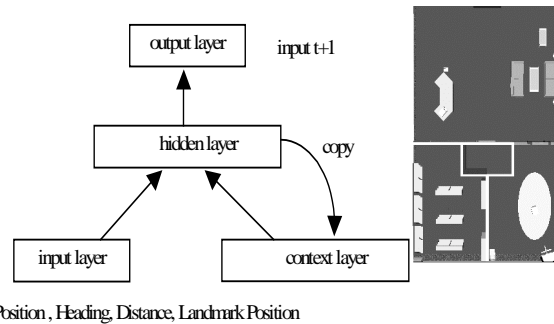 output layer
input t+1
hidden layer
copy
input layer
context layer
Position , Heading, Distance, Landmark Position